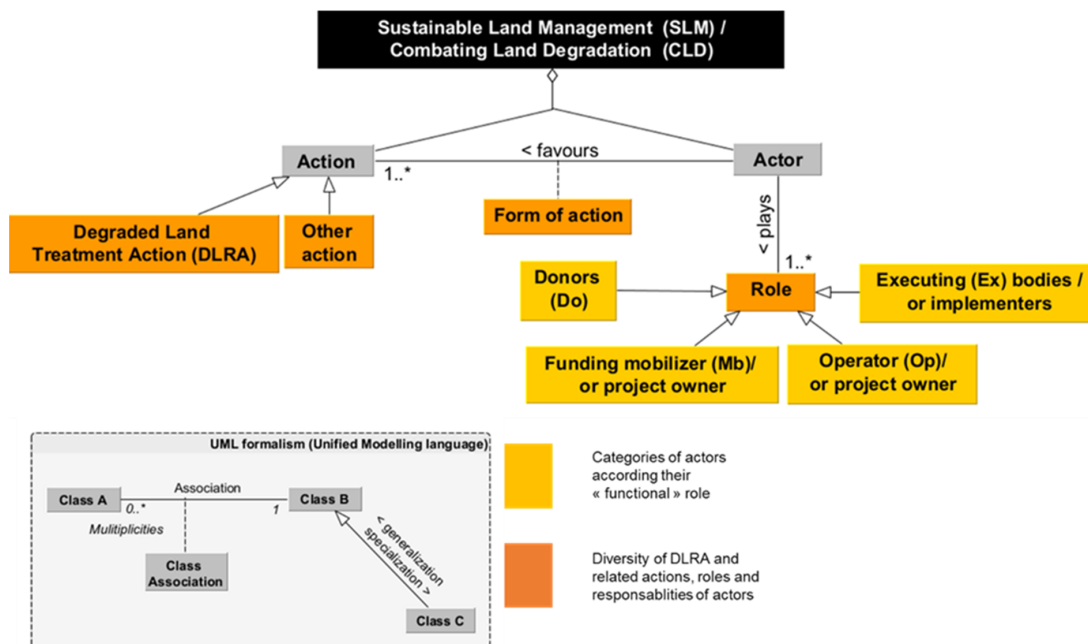 Sustainable Land Management (SLM) /
Combating Land Degradation (CLD)
Action
< favours
1..*
Actor
Degraded Land
Treatment Action (DLRA)
Other
action
Form of action
< plays
1..*
Donors
(Do)
Role
Executing (Ex) bodies /
or implementers
Funding mobilizer (Mb)/
or project owner
Operator (Op)/
or project owner
UML formalism (Unified Modelling language)
Class A
Association
Class B
0..*
1
Mulitiplicities
Class
Association
< generalization
specialization >
Class C
Categories of actors
according their
« functional » role
Diversity of DLRA and
related actions, roles and
responsablities of actors